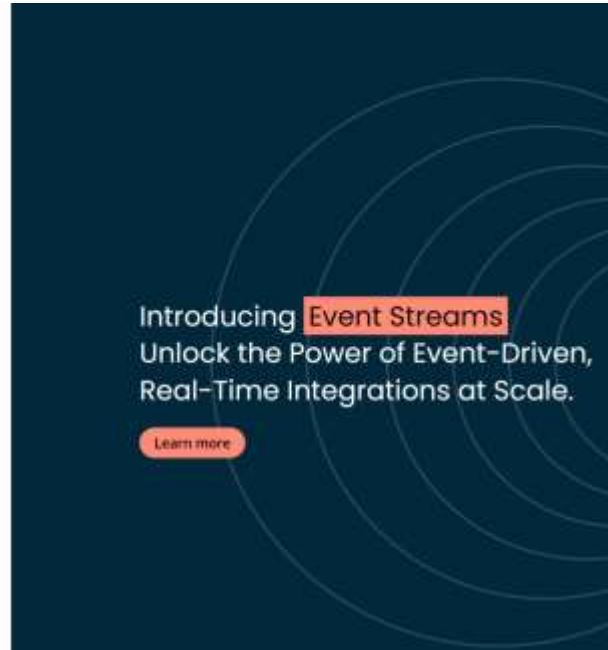 Introducing Event Streams
Unlock the Power of Event-Driven,
Real-Time Integrations at Scale.
Learn more